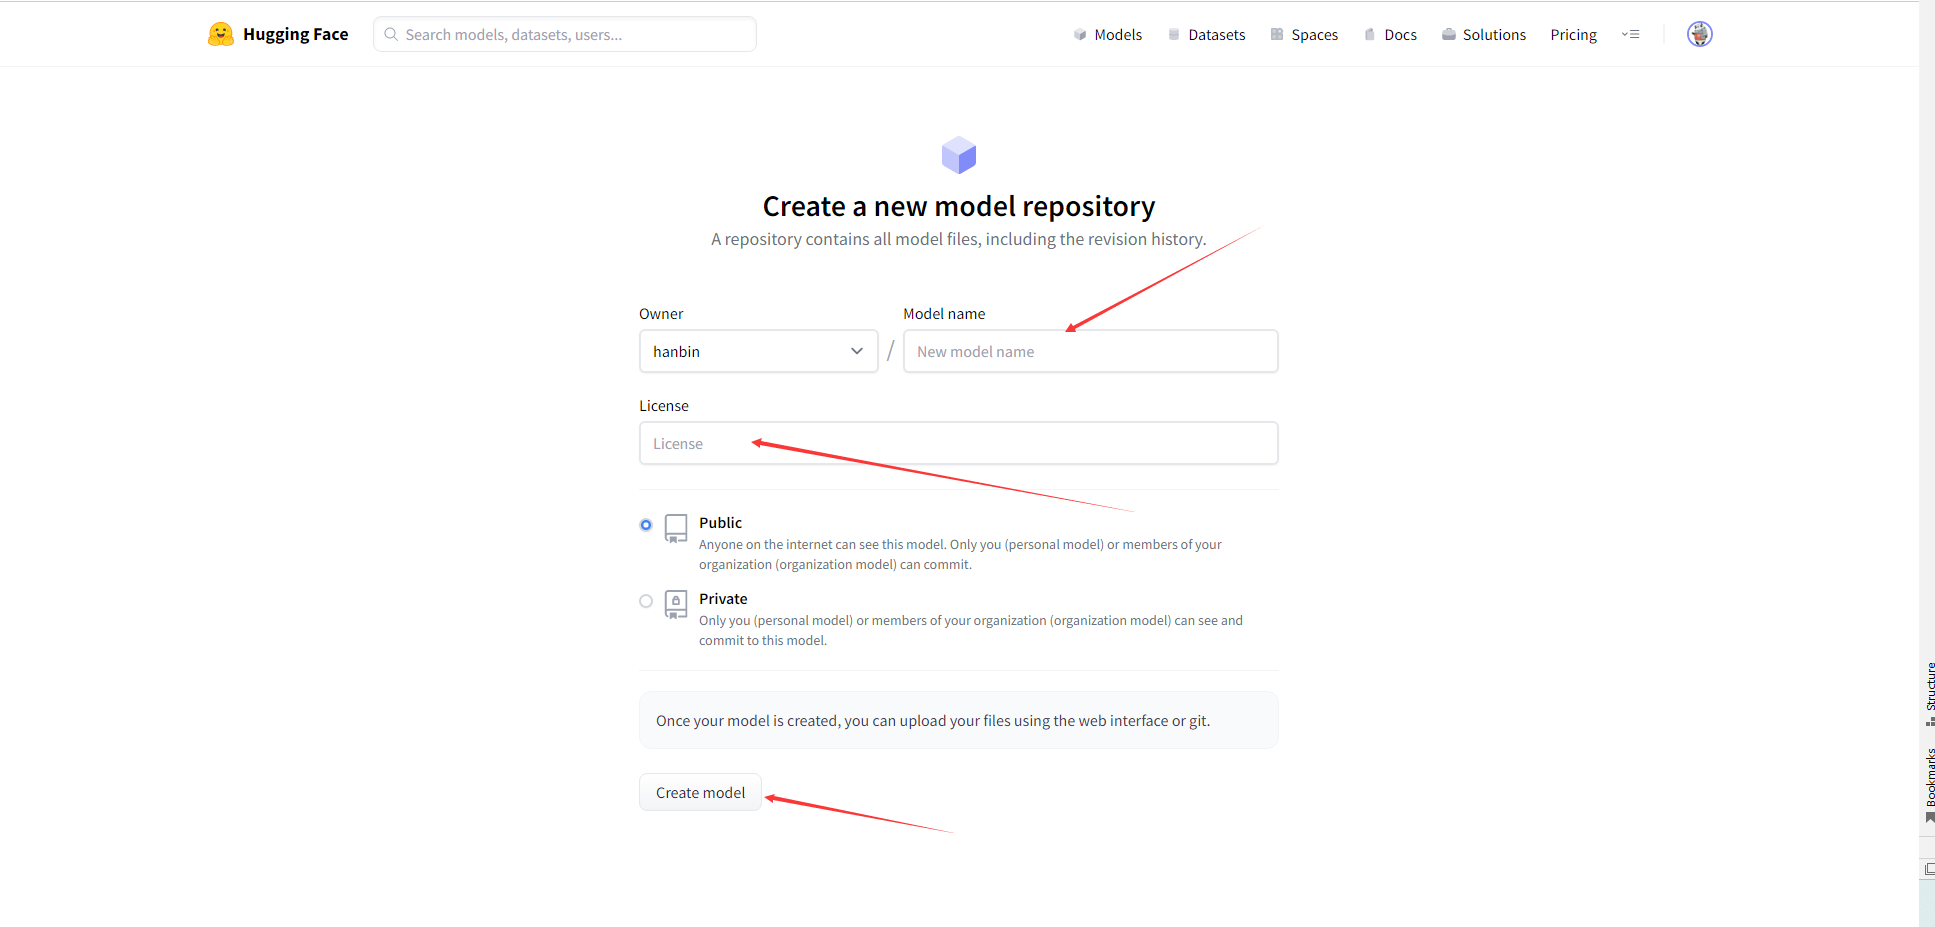 Hugging Face
Search models, datasets, users...
Models
Datasets
Spaces
Docs
Solutions
Pricing
Create a new model repository
A repository contains all model files, including the revision history.
Owner
Model name
hanbin
/
New model name
License
License
Public
Anyone on the internet can see this model. Only you (personal model) or members of your
organization (organization model) can commit.
Private
Only you (personal model) or members of your organization (organization model) can see and
commit to this model.
Once your model is created, you can upload your files using the web interface or git.
Create model
Structure
Bookmarks